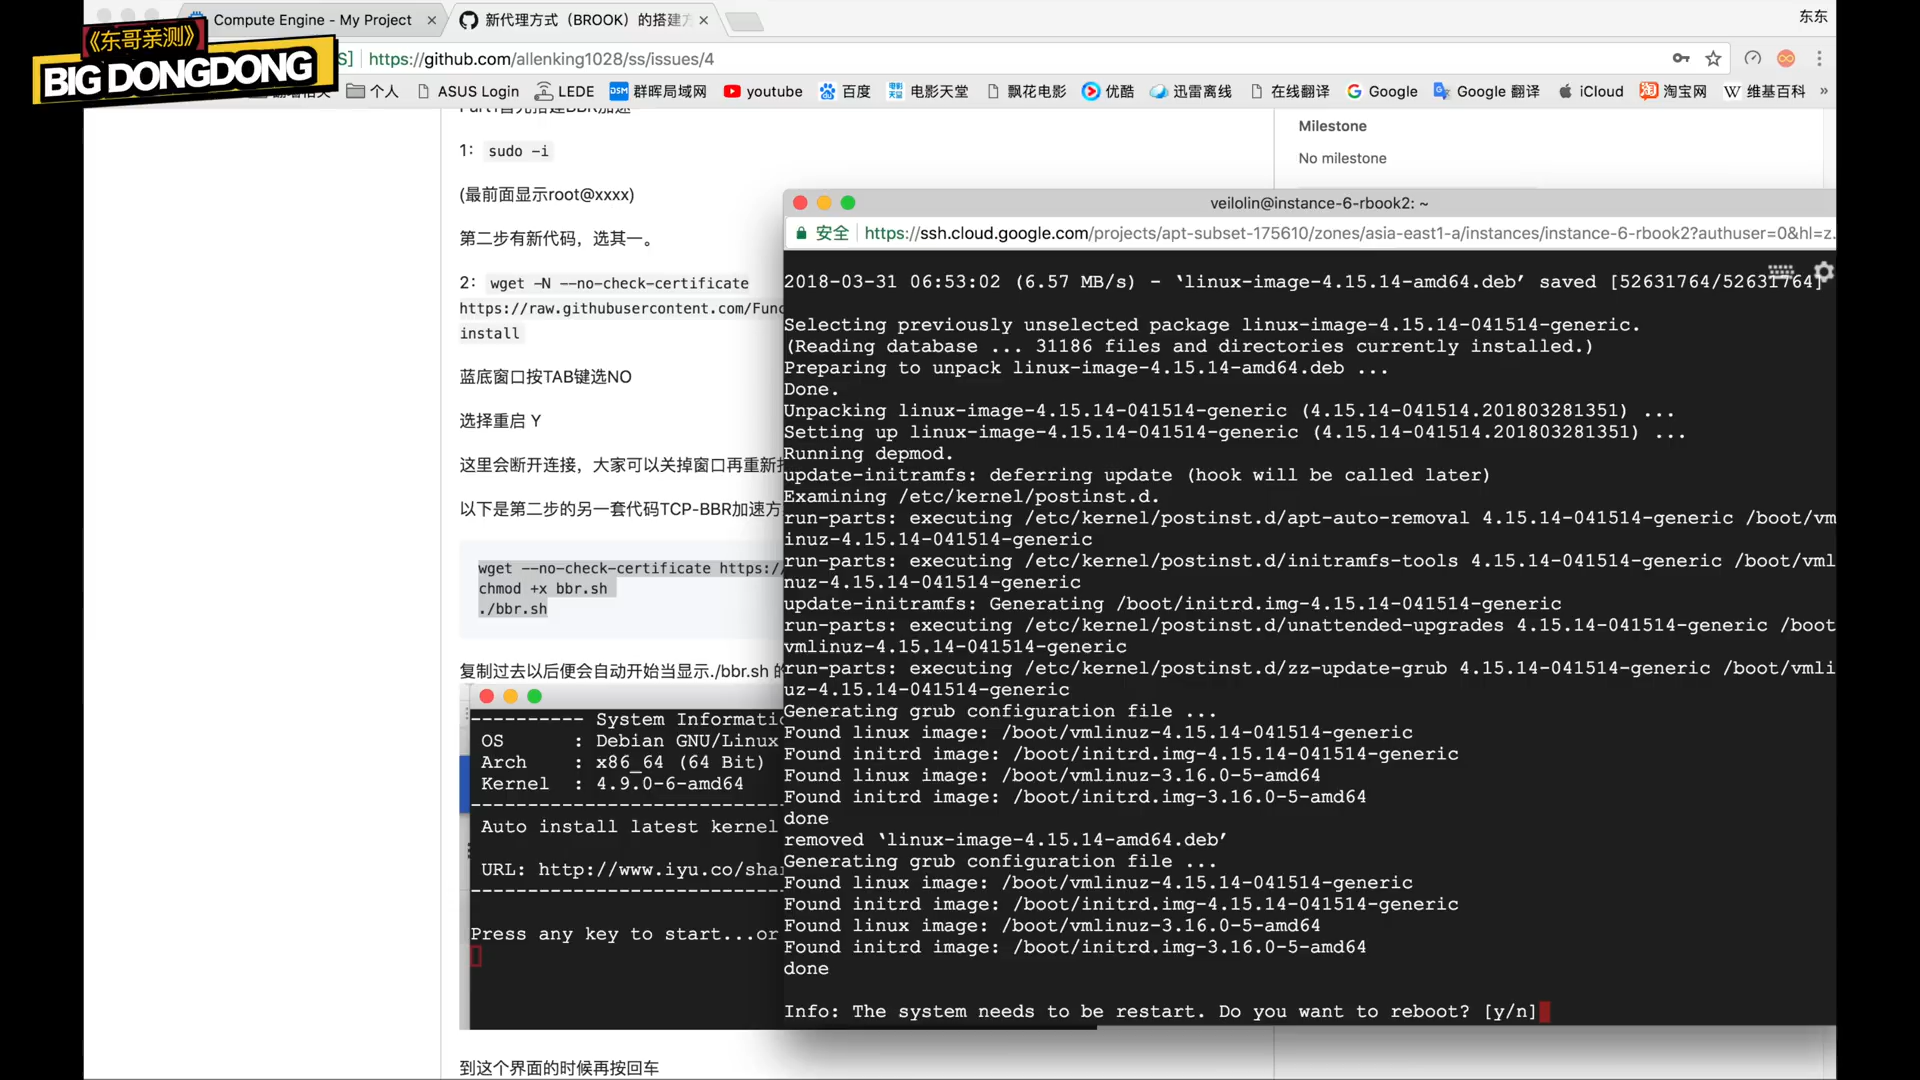 Compute Engine - My Project
新代理方式（BROOK）的搭建方
东东
《东哥亲测》
BIG DONGDONG
https://github.com/allenking1028/ss/issues/4
个人
ASUS Login
LEDE
DSM
群晖局域网
youtube
百度
电影天堂
飘花电影
优酷
迅雷离线
在线翻译
Google
Google 翻译
iCloud
淘宝网
维基百科
»
Milestone
No milestone
1: sudo -i
(最前面显示root@xxxx)
第二步有新代码，选其一。
2: wget -N --no-check-certificate
https://raw.githubusercontent.com/Func
install
蓝底窗口按TAB键选NO
选择重启 Y
这里会断开连接，大家可以关掉窗口再重新打
以下是第二步的另一套代码TCP-BBR加速方
wget --no-check-certificate https://
chmod +x bbr.sh
./bbr.sh
复制过去以后便会自动开始当显示./bbr.sh 的
---------- System Informatio
OS : Debian GNU/Linux
Arch : x86_64 (64 Bit)
Kernel : 4.9.0-6-amd64
Auto install latest kernel
URL: http://www.iyu.co/shar
Press any key to start...or
到这个界面的时候再按回车
veilolin@instance-6-rbook2: ~
安全 https://ssh.cloud.google.com/projects/apt-subset-175610/zones/asia-east1-a/instances/instance-6-rbook2?authuser=0&hl=z.
2018-03-31 06:53:02 (6.57 MB/s) - ‘linux-image-4.15.14-amd64.deb’ saved [52631764/52631764]
Selecting previously unselected package linux-image-4.15.14-041514-generic.
(Reading database ... 31186 files and directories currently installed.)
Preparing to unpack linux-image-4.15.14-amd64.deb ...
Done.
Unpacking linux-image-4.15.14-041514-generic (4.15.14-041514.201803281351) ...
Setting up linux-image-4.15.14-041514-generic (4.15.14-041514.201803281351) ...
Running depmod.
update-initramfs: deferring update (hook will be called later)
Examining /etc/kernel/postinst.d.
run-parts: executing /etc/kernel/postinst.d/apt-auto-removal 4.15.14-041514-generic /boot/vm
inuz-4.15.14-041514-generic
run-parts: executing /etc/kernel/postinst.d/initramfs-tools 4.15.14-041514-generic /boot/vml
nuz-4.15.14-041514-generic
update-initramfs: Generating /boot/initrd.img-4.15.14-041514-generic
run-parts: executing /etc/kernel/postinst.d/unattended-upgrades 4.15.14-041514-generic /boot
vmlinuz-4.15.14-041514-generic
run-parts: executing /etc/kernel/postinst.d/zz-update-grub 4.15.14-041514-generic /boot/vmli
uz-4.15.14-041514-generic
Generating grub configuration file ...
Found linux image: /boot/vmlinuz-4.15.14-041514-generic
Found initrd image: /boot/initrd.img-4.15.14-041514-generic
Found linux image: /boot/vmlinuz-3.16.0-5-amd64
Found initrd image: /boot/initrd.img-3.16.0-5-amd64
done
removed ‘linux-image-4.15.14-amd64.deb’
Generating grub configuration file ...
Found linux image: /boot/vmlinuz-4.15.14-041514-generic
Found initrd image: /boot/initrd.img-4.15.14-041514-generic
Found linux image: /boot/vmlinuz-3.16.0-5-amd64
Found initrd image: /boot/initrd.img-3.16.0-5-amd64
done
Info: The system needs to be restart. Do you want to reboot? [y/n]